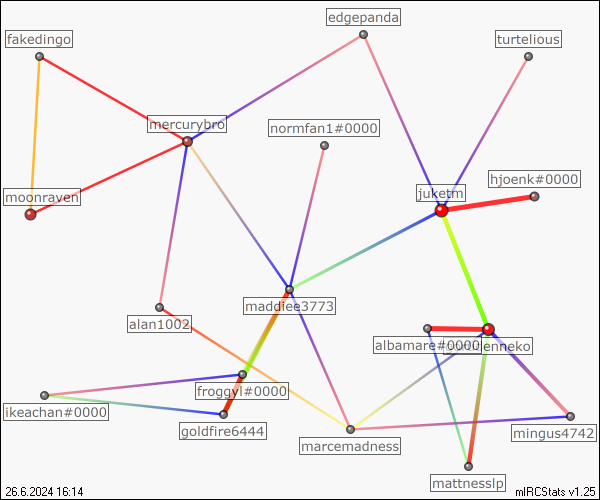 edgepanda
fakedingo
turtelious
mercurybro
normfan1#0000
hjoenk#0000
juketm
moonraven
maddiee3773
alan1002
albamare#0000
froggyl#0000
ikeachan#0000
goldfire6444
mingus4742
marcemadness
mattnesslp
26.6.2024 16:14
mIRCStats v1.25